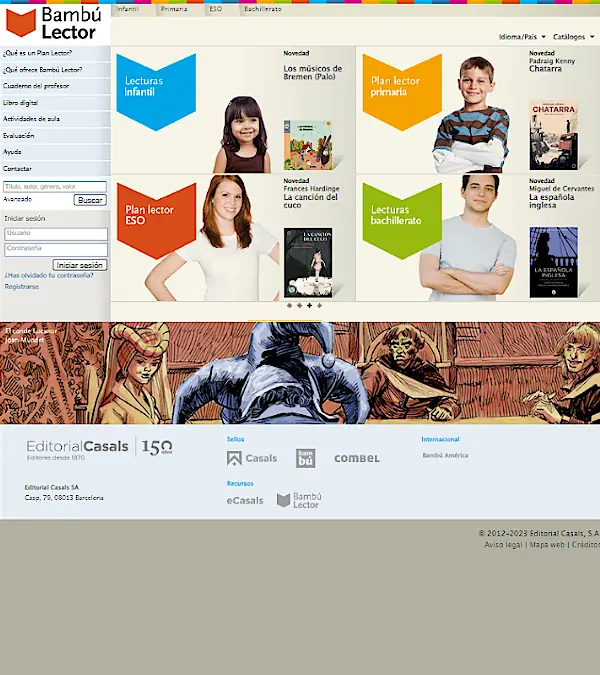 Bambú
Lector
Infantil
Primaria
ESO
Bachillerato
Idioma/País
Catálogos
¿Qué es un Plan Lector?
¿Qué ofrece Bambú Lector?
Cuaderno del profesor
Libro digital
Actividades de aula
Evaluación
Ayuda
Contactar
Título, autor, género, valor
Avanzado
Buscar
Iniciar sesión
Usuario
Contraseña
Iniciar sesión
¿Has olvidado tu contraseña?
Registrarse
Lecturas
Infantil
Novedad
Los músicos de
Bremen (Palo)
Plan lector
primaria
Novedad
Padraig Kenny
Chatarra
CHATARRA
Plan lector
ESO
Novedad
Frances Hardinge
La canción del
cuco
LA CANCIÓN
DEL CUCO
Lecturas
bachillerato
Novedad
Miguel de Cervantes
La española
inglesa
LA ESPAÑOLA
INGLESA
El conde Lucanor
Joan Mundet
EditorialCasals
Editores desde 1870
150
años
Editorial Casals SA
Casp, 79, 08013 Barcelona
Sellos
Casals
bam
bú
COMBEL
Recursos
eCasals
Bambú
Lector
Internacional
Bambú América
© 2012-2023 Editorial Casals, S.A
Aviso legal | Mapa web | Créditos